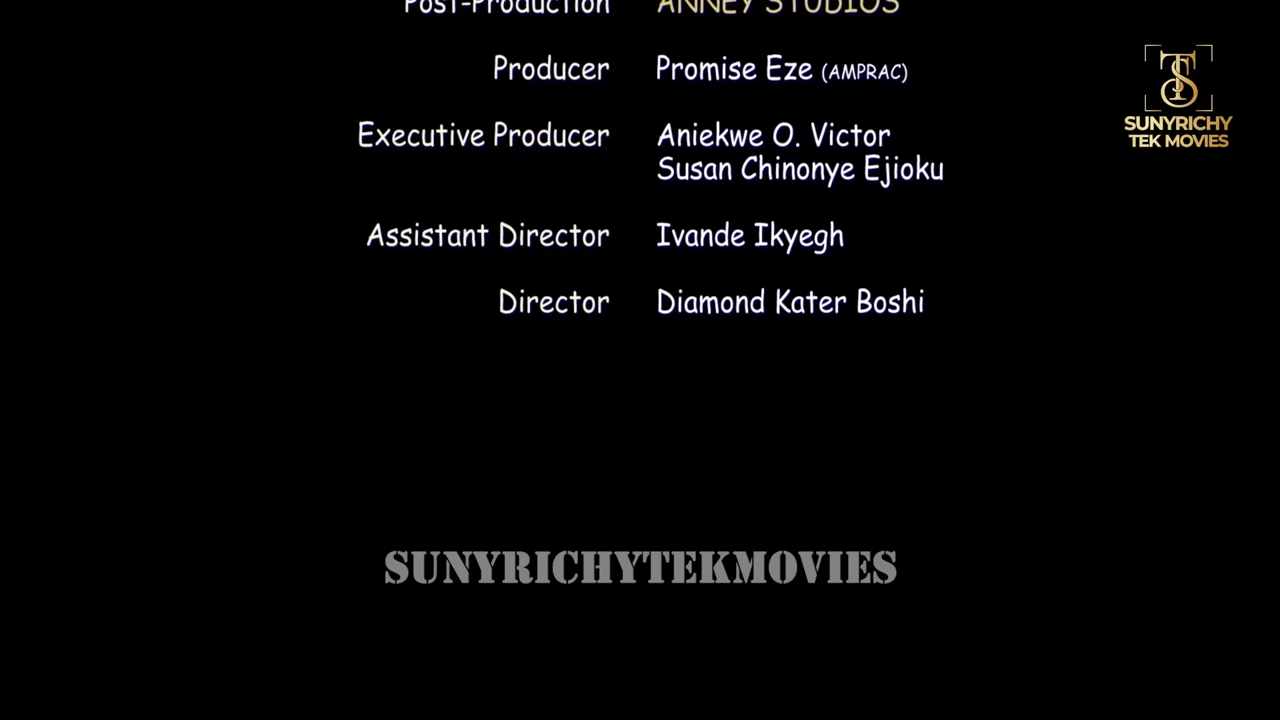 Post-Production ANNEY STUDIOS
Producer Promise Eze (AMPRAC)
Executive Producer Aniekwe O. Victor
Susan Chinonye Ejioku
Assistant Director Ivande Ikyegh
Director Diamond Kater Boshi
TS
SUNYRICHY
TEK MOVIES
SUNYRICHYTEKMOVIES